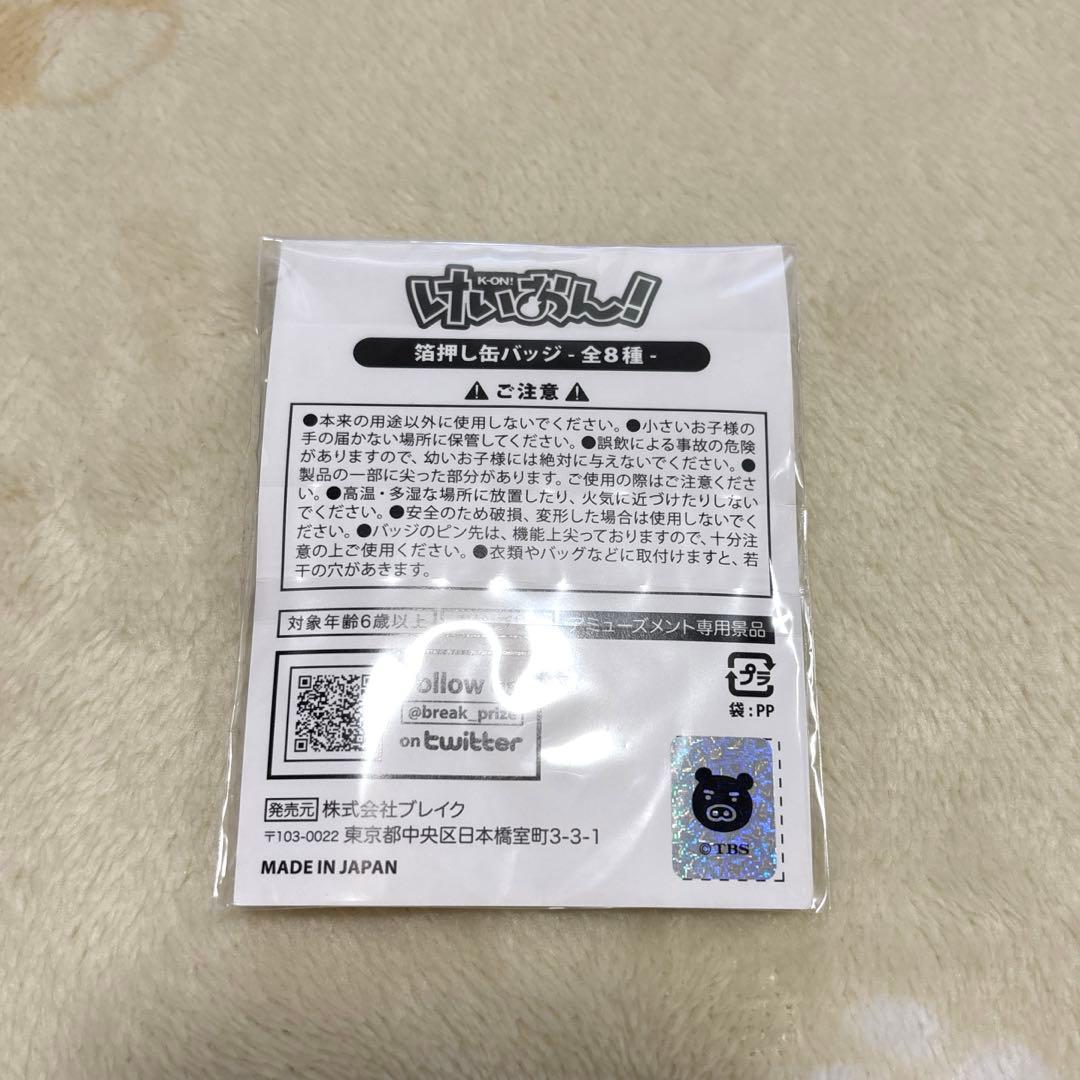 K-ON!
けいおん!
箔押し缶バッジ - 全8種 -
ご注意
●本来の用途以外に使用しないでください。●小さいお子様の
手の届かない場所に保管してください。●誤飲による事故の危険
がありますので、幼いお子様には絶対に与えないでください。●
製品の一部に尖った部分があります。ご使用の際はご注意くださ
い。●高温・多湿な場所に放置したり、火気に近づけたりしない
でください。●安全のため破損、変形した場合は使用しないでく
ださい。●バッジのピン先は、機能上尖っておりますので、十分注
意の上ご使用ください。●衣類やバッグなどに取付けますと、若
干の穴があきます。
対象年齢6歳以上
アミューズメント専用景品
プラ
袋:PP
ollow
@break_prize
on twitter
発売元 株式会社ブレイク
〒103-0022 東京都中央区日本橋室町3-3-1
MADE IN JAPAN
©TBS